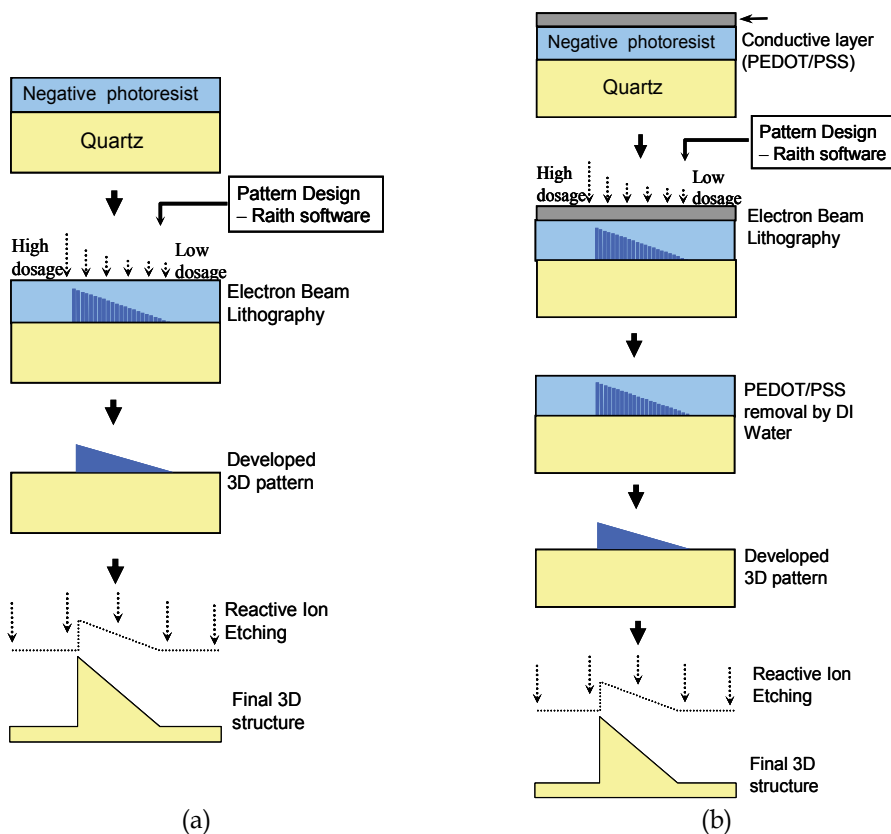 Negative photoresist
Quartz
Pattern Design
– Raith software
High
dosage
Low
dosage
Electron Beam
Lithography
Developed
3D pattern
Reactive Ion
Etching
Final 3D
structure
(a)
Conductive layer
(PEDOT/PSS)
Negative photoresist
Quartz
Pattern Design
– Raith software
High
dosage
Low
dosage
Electron Beam
Lithography
PEDOT/PSS
removal by DI
Water
Developed
3D pattern
Reactive Ion
Etching
Final 3D
structure
(b)